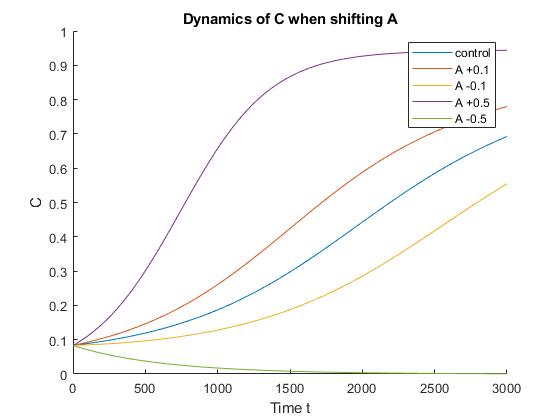 Dynamics of C when shifting A
1
0.9
0.8
0.7
0.6
0.5
0.4
0.3
0.2
0.1
0
C
control
A +0.1
A -0.1
A +0.5
A -0.5
0 500 1000 1500 2000 2500 3000
Time t